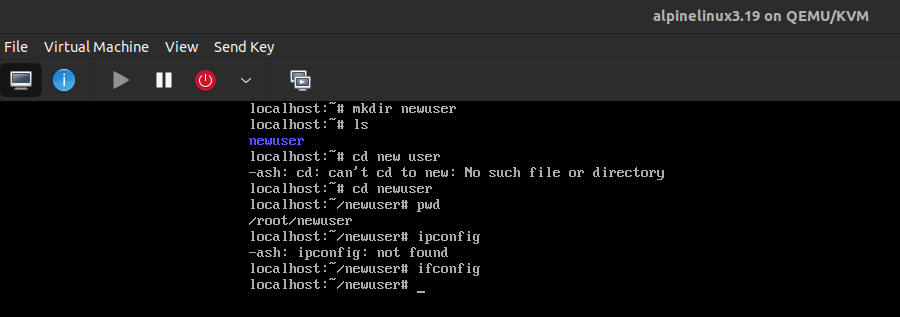 alpinelinux3.19 on QEMU/KVM
File Virtual Machine View Send Key
localhost:~# mkdir newuser
localhost:~# ls
newuser
localhost:~# cd new user
-ash: cd: can't cd to new: No such file or directory
localhost:~# cd newuser
localhost:~/newuser# pwd
/root/newuser
localhost:~/newuser# ipconfig
-ash: ipconfig: not found
localhost:~/newuser# ifconfig
localhost:~/newuser# _